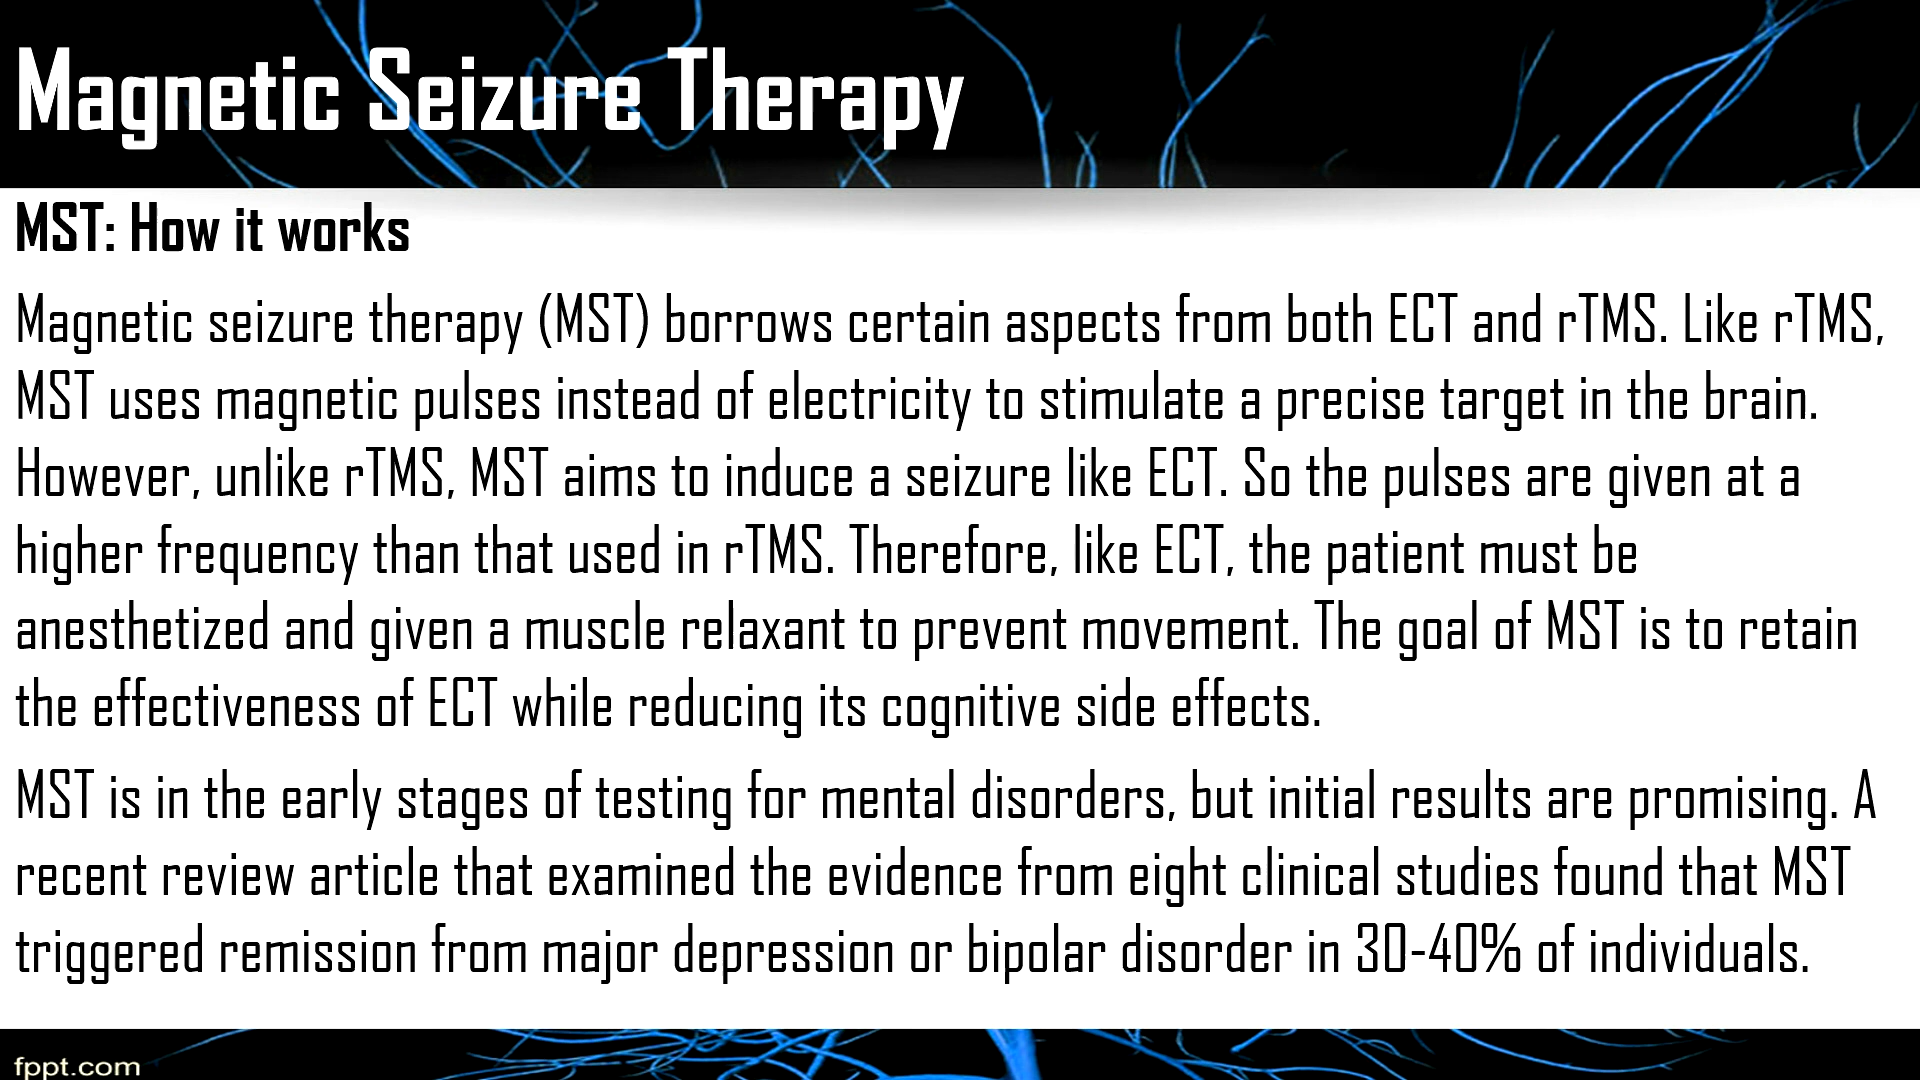 Magnetic Seizure Therapy
MST: How it works
Magnetic seizure therapy (MST) borrows certain aspects from both ECT and rTMS. Like rTMS,
MST uses magnetic pulses instead of electricity to stimulate a precise target in the brain.
However, unlike rTMS, MST aims to induce a seizure like ECT. So the pulses are given at a
higher frequency than that used in rTMS. Therefore, like ECT, the patient must be
anesthetized and given a muscle relaxant to prevent movement. The goal of MST is to retain
the effectiveness of ECT while reducing its cognitive side effects.
MST is in the early stages of testing for mental disorders, but initial results are promising. A
recent review article that examined the evidence from eight clinical studies found that MST
triggered remission from major depression or bipolar disorder in 30-40% of individuals.
fppt.com